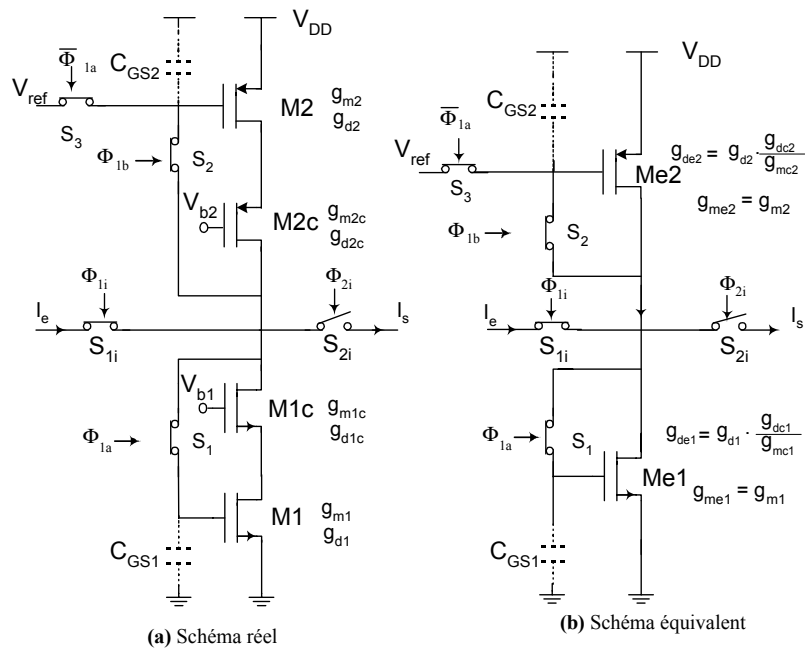 V_DD
Φ̅_1a
C_GS2
V_ref
S_3
M2
g_m2
g_d2
Φ_1b
S_2
V_b2
M2c
g_m2c
g_d2c
Φ_1i
Φ_2i
I_e
I_s
S_1i
S_2i
V_b1
M1c
g_m1c
g_d1c
Φ_1a
S_1
M1
g_m1
g_d1
C_GS1
(a) Schéma réel
V_DD
C_GS2
Φ̅_1a
V_ref
S_3
Me2
g_de2 = g_d2 · g_dc2/g_mc2
g_me2 = g_m2
Φ_1b
S_2
Φ_1i
Φ_2i
I_e
I_s
S_1i
S_2i
Φ_1a
S_1
g_de1 = g_d1 · g_dc1/g_mc1
Me1
g_me1 = g_m1
C_GS1
(b) Schéma équivalent